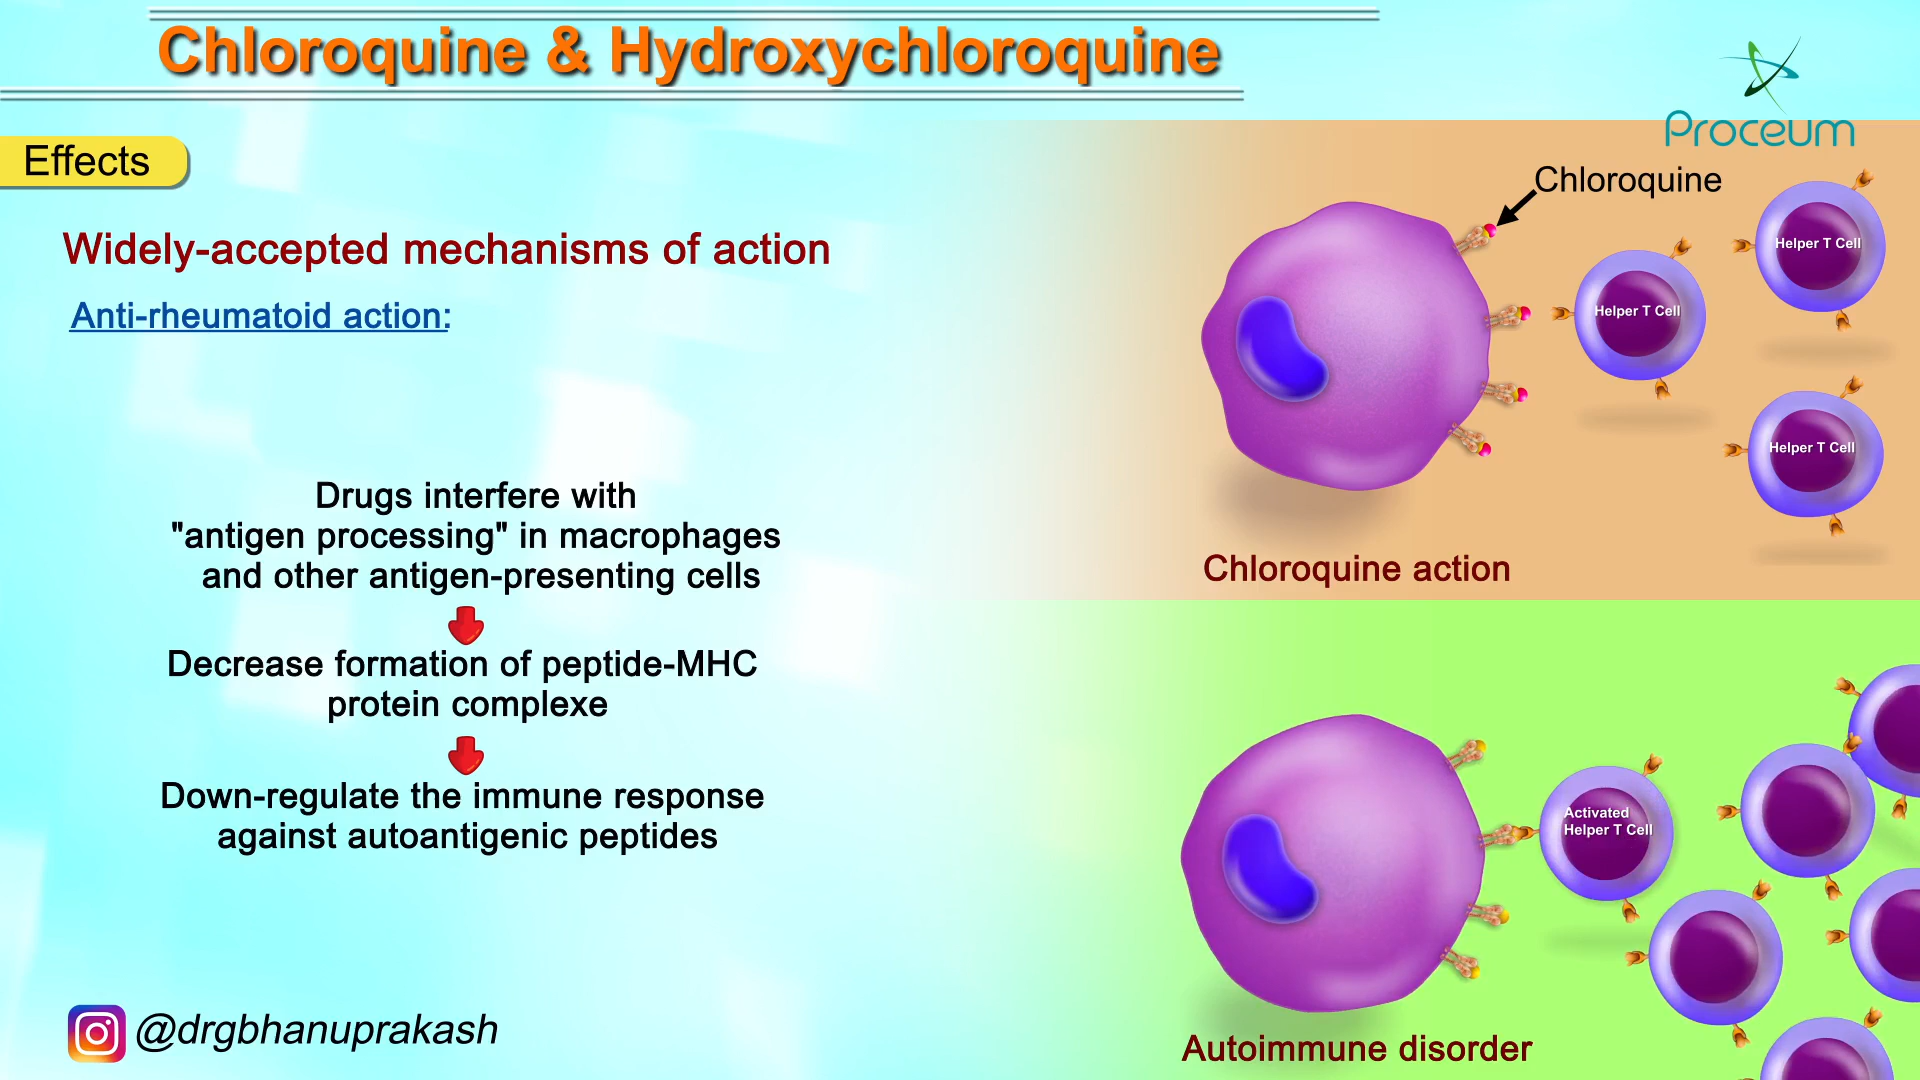 Chloroquine & Hydroxychloroquine
Proceum
Effects
Widely-accepted mechanisms of action
Anti-rheumatoid action:
Drugs interfere with
"antigen processing" in macrophages
and other antigen-presenting cells
Decrease formation of peptide-MHC
protein complexe
Down-regulate the immune response
against autoantigenic peptides
@drgbhanuprakash
Chloroquine
Helper T Cell
Helper T Cell
Helper T Cell
Chloroquine action
Activated
Helper T Cell
Autoimmune disorder